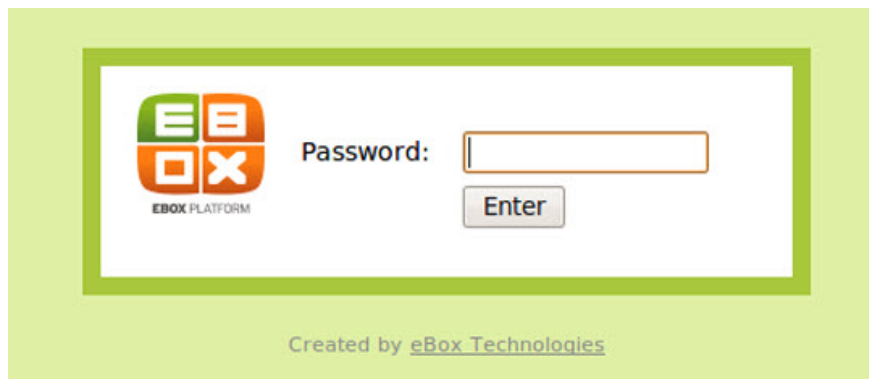 EB
OX
EBOX PLATFORM
Password:
Enter
Created by eBox Technologies